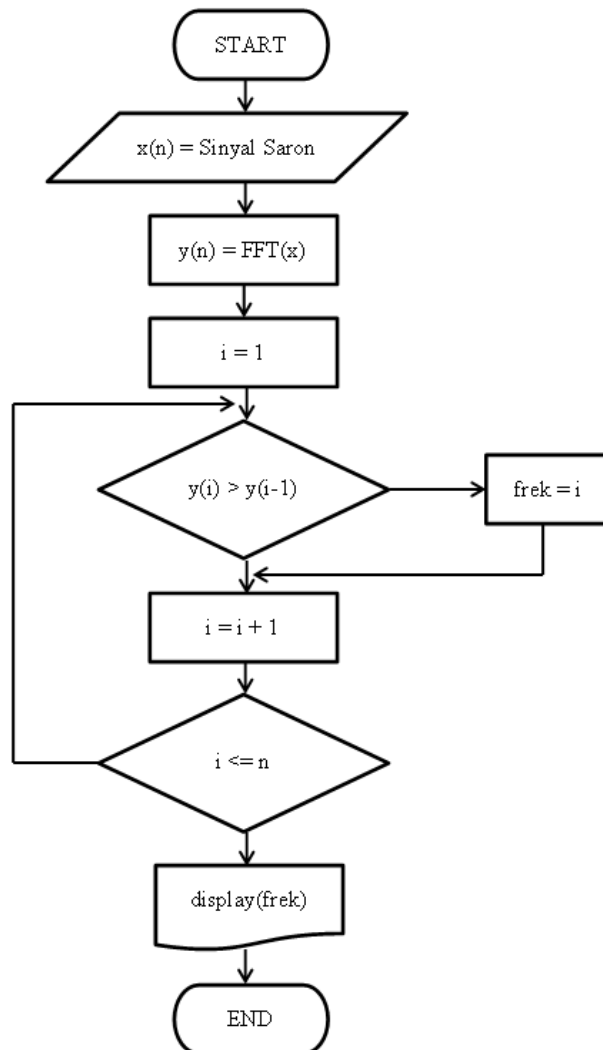 START
x(n) = Sinyal Saron
y(n) = FFT(x)
i = 1
y(i) > y(i-1)
frek = i
i = i + 1
i <= n
display(frek)
END